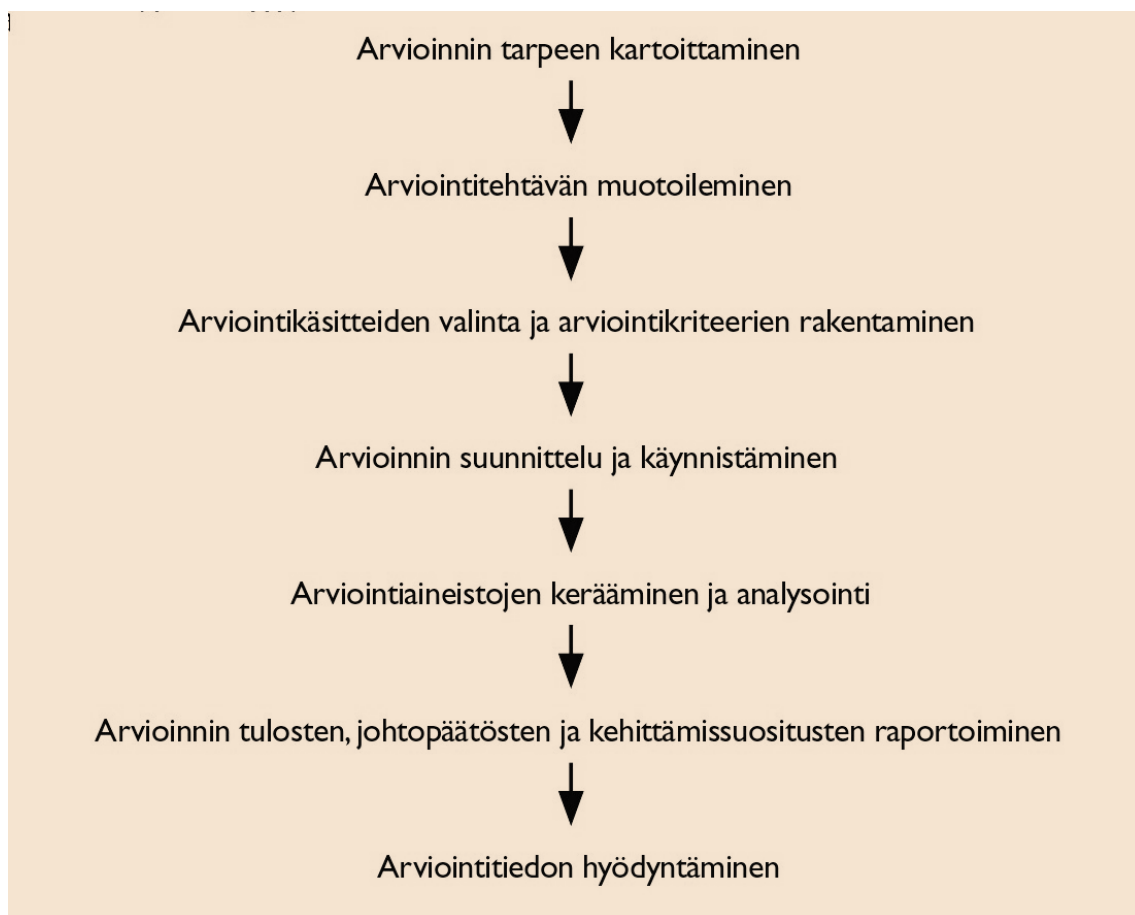 Arvioinnin tarpeen kartoittaminen
Arviointitehtävän muotoileminen
Arviointikäsitteiden valinta ja arviointikriteerien rakentaminen
Arvioinnin suunnittelu ja käynnistäminen
Arviointiaineistojen kerääminen ja analysointi
Arvioinnin tulosten, johtopäätösten ja kehittämissuositusten raportoiminen
Arviointitiedon hyödyntäminen